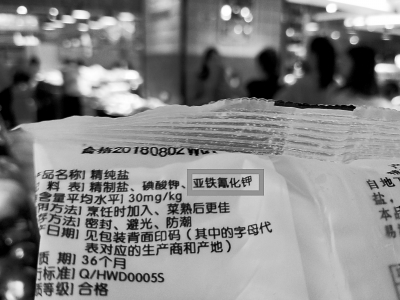 合格20180802
产品名称| 精纯盐
料 表| 精制盐、碘酸钾、亚铁氰化钾
含量平均水平| 30mg/kg
用方法| 烹饪时加入、菜熟后更佳
方法| 密封、避光、防潮
日期| 见包装背面印码（其中的字母代
表对应的生产商和产地）
质 期| 36个月
标准| Q/HWD0005S
质等级| 合格
自地